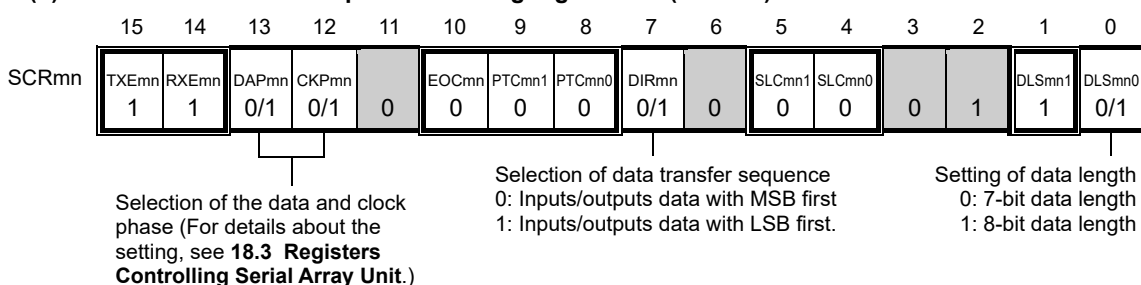 15 14 13 12 11 10 9 8 7 6 5 4 3 2 1 0
SCRmn TXEmn RXEmn DAPmn CKPmn EOCmn PTCmn1 PTCmn0 DIRmn SLCmn1 SLCmn0 DLSmn1 DLSmn0
1 1 0/1 0/1 0 0 0 0 0/1 0 0 0 0 1 1 0/1
Selection of the data and clock
phase (For details about the
setting, see 18.3 Registers
Controlling Serial Array Unit.)
Selection of data transfer sequence
0: Inputs/outputs data with MSB first
1: Inputs/outputs data with LSB first.
Setting of data length
0: 7-bit data length
1: 8-bit data length